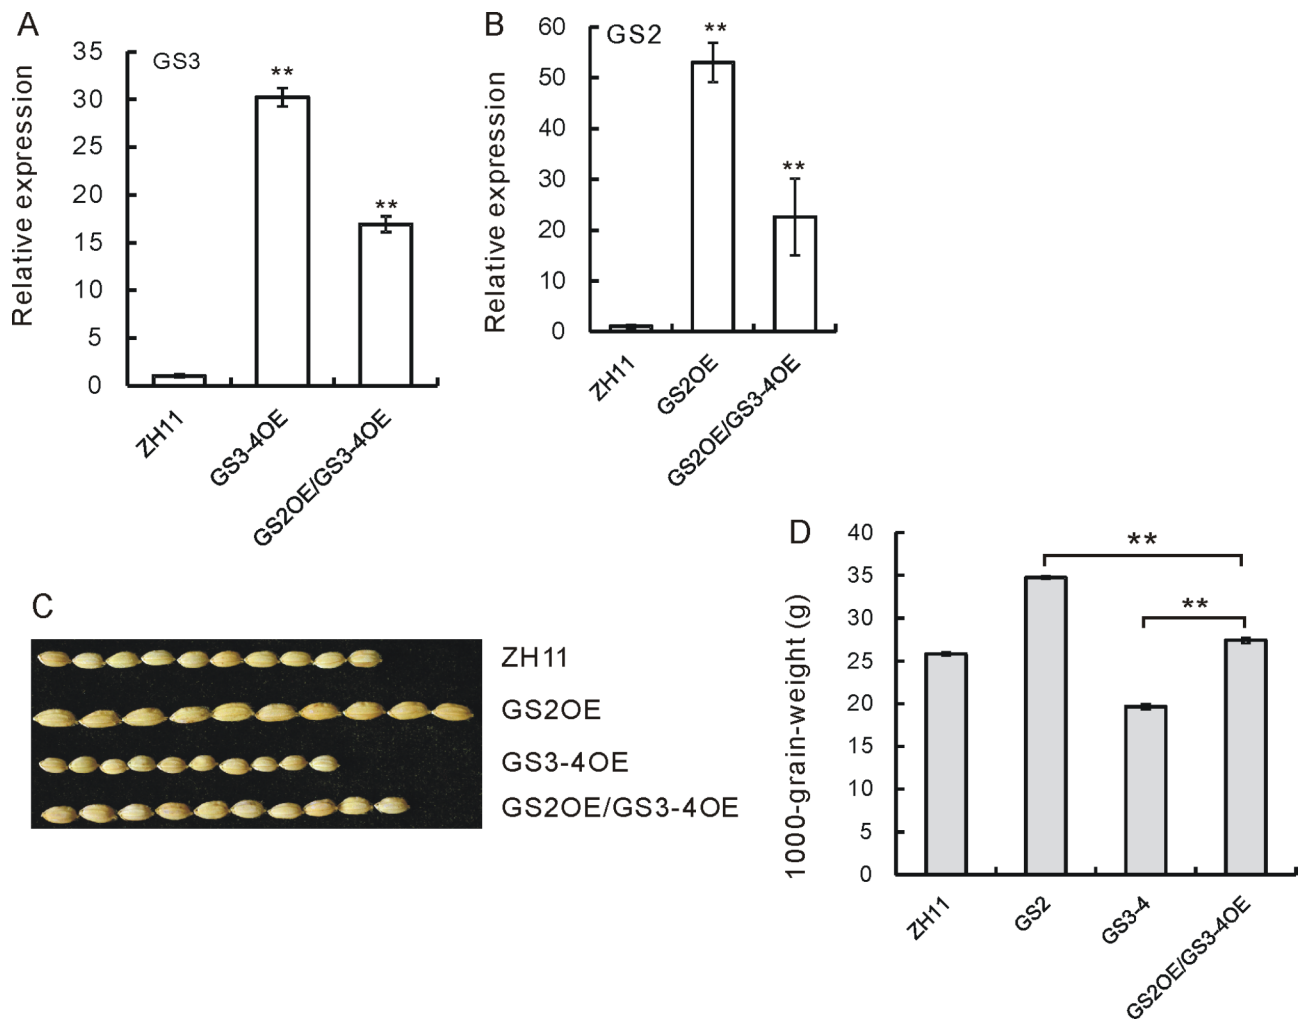 A
GS3
**
**
Relative expression
35
30
25
20
15
10
5
0
ZH11
GS3-4OE
GS2OE/GS3-4OE
B
GS2
**
**
Relative expression
60
50
40
30
20
10
0
ZH11
GS2OE
GS2OE/GS3-4OE
C
ZH11
GS2OE
GS3-4OE
GS2OE/GS3-4OE
D
**
**
1000-grain-weight (g)
40
35
30
25
20
15
10
5
0
ZH11
GS2
GS3-4
GS2OE/GS3-4OE